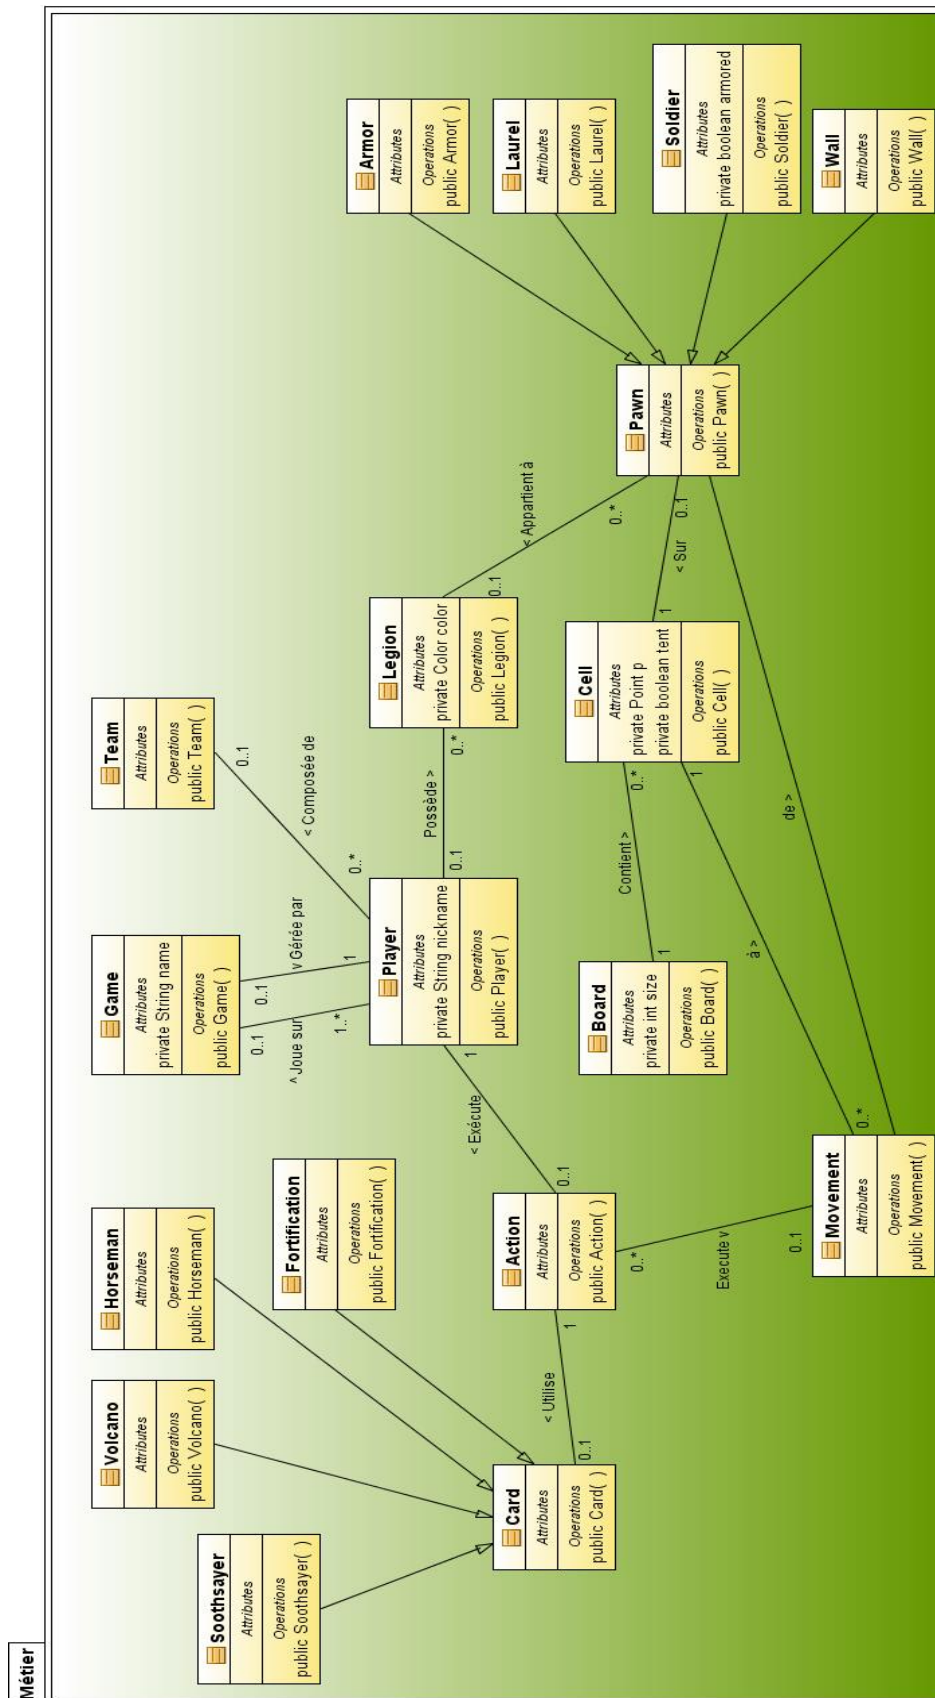 Métier
Soothsayer
Attributes
Operations
public Soothsayer( )
Volcano
Attributes
Operations
public Volcano( )
Horseman
Attributes
Operations
public Horseman( )
Fortification
Attributes
Operations
public Fortification( )
Game
Attributes
private String name
Operations
public Game( )
Team
Attributes
Operations
public Team( )
0..1
^ Joue sur
1..*
0..1
v Gérée par
1
0..1
< Composée de
0..*
Player
Attributes
private String nickname
Operations
public Player( )
0..1
Possède >
0..*
Legion
Attributes
private Color color
Operations
public Legion( )
0..1
< Appartient à
0..*
Armor
Attributes
Operations
public Armor( )
Laurel
Attributes
Operations
public Laurel( )
Soldier
Attributes
private boolean armored
Operations
public Soldier( )
Wall
Attributes
Operations
public Wall( )
Pawn
Attributes
Operations
public Pawn( )
1
< Exécute
0..1
Card
Attributes
Operations
public Card( )
0..1
< Utilise
1
Action
Attributes
Operations
public Action( )
0..*
Execute v
0..1
Board
Attributes
private int size
Operations
public Board( )
1
Contient >
0..*
Cell
Attributes
private Point p
private boolean tent
Operations
public Cell( )
1
< Sur
0..1
1
à >
0..*
de >
Movement
Attributes
Operations
public Movement( )